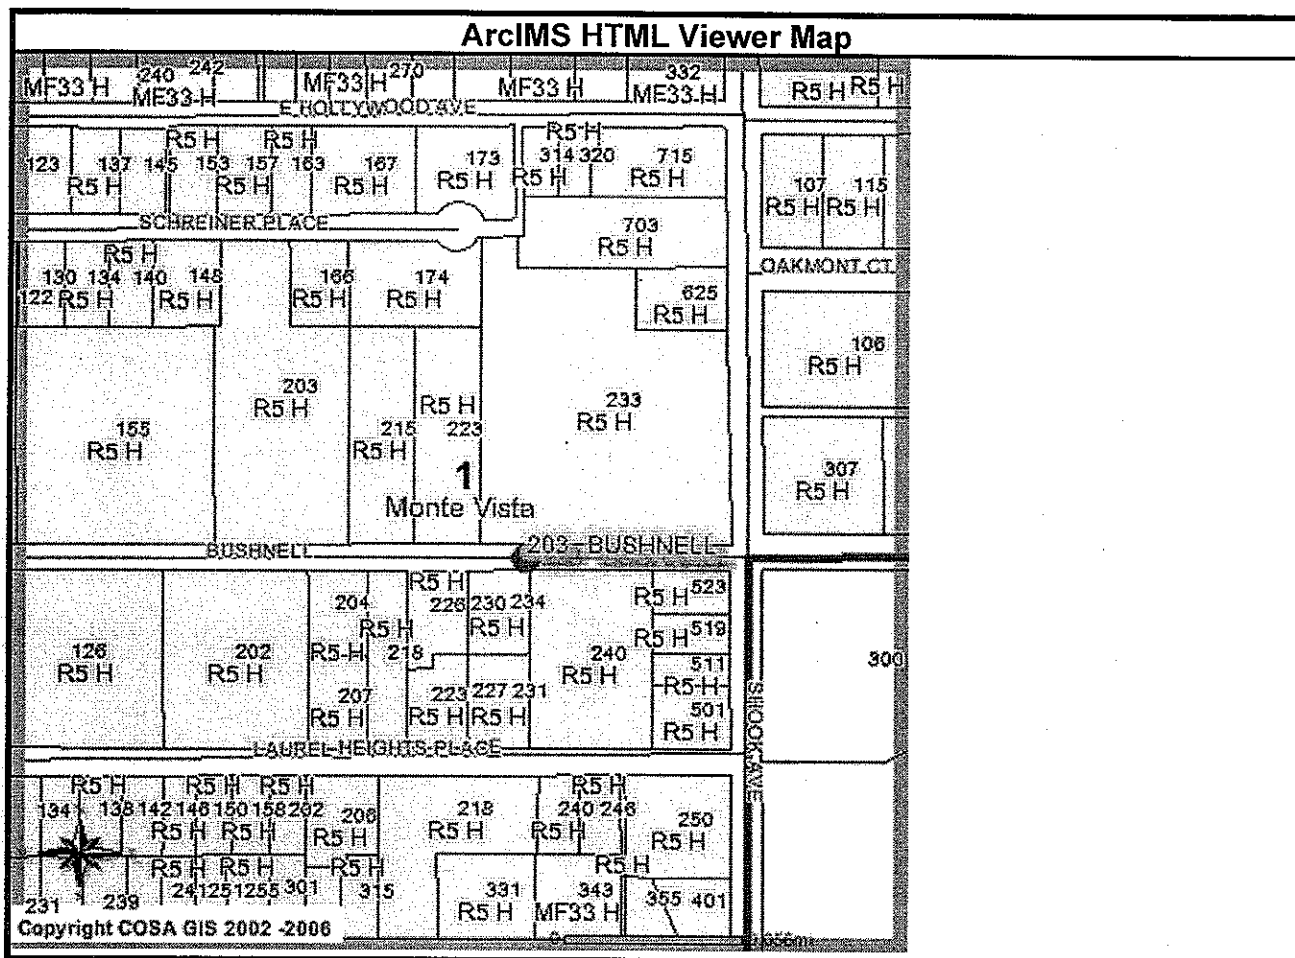 ArcIMS HTML Viewer Map
240 242 270 332
MF33 H MF33 H MF33 H MF33 H MF33 H R5 H R5 H
E HOLLYWOOD AVE
R5 H R5 H R5 H
123 137 145 153 157 163 167 173 314 320 715
R5 H R5 H R5 H R5 H R5 H R5 H
107 115
R5 H R5 H
SCHREINER PLACE
703
R5 H
OAKMONT CT
R5 H
122 130 134 140 148 166 174
R5 H R5 H R5 H R5 H
625
R5 H
106
R5 H
203
R5 H
R5 H
233
R5 H
155
R5 H
215
R5 H
223
307
R5 H
1
Monte Vista
BUSHNELL
203 BUSHNELL
R5 H
204 226 230 234
R5 H R5 H
R5 H 523
R5 H 519
126
R5 H
202
R5 H
R5 H
218
240
R5 H
511
R5 H
300
207
R5 H
223 227 231
R5 H R5 H
501
R5 H
SHOOK AVE
LAUREL HEIGHTS PLACE
R5 H R5 H R5 H R5 H
134 138 142 146 150 158 202 206 218 240 246 250
R5 H R5 H R5 H R5 H R5 H R5 H
R5 H R5 H R5 H R5 H
231 239 241 251 255 301 315 331 343 355 401
R5 H MF33 H
Copyright COSA GIS 2002 -2006